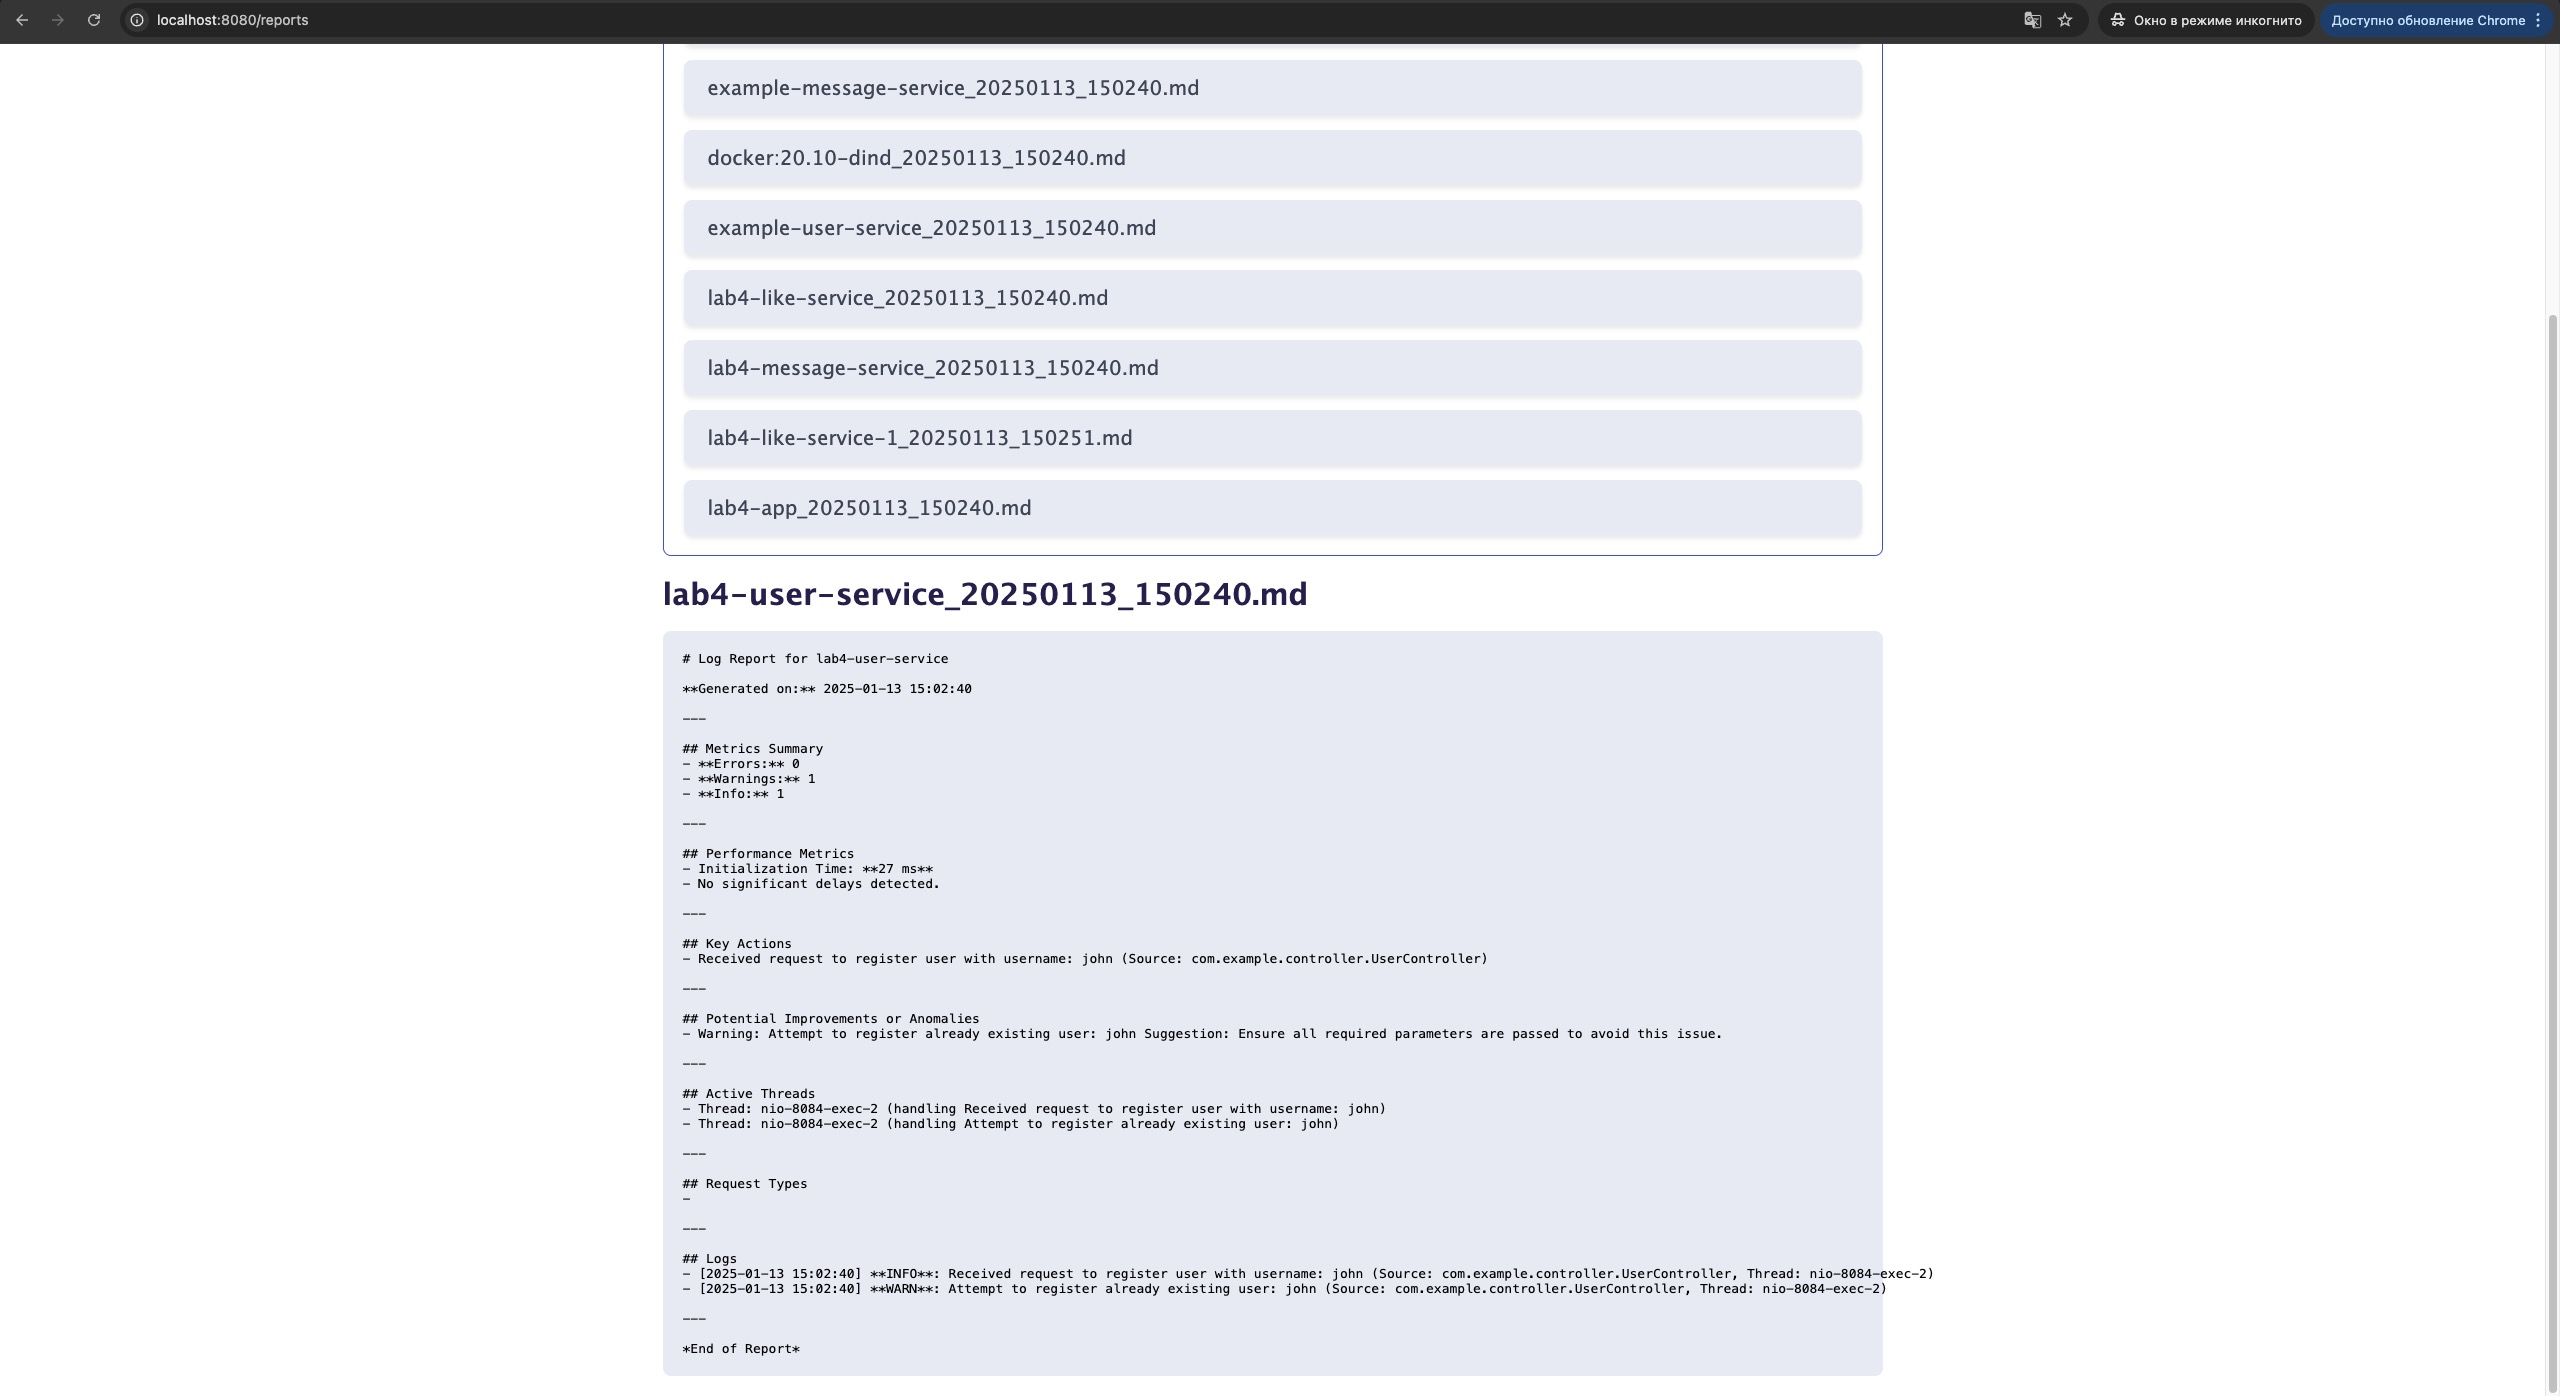 localhost:8080/reports
Окно в режиме инкогнито
Доступно обновление Chrome
example-message-service_20250113_150240.md
docker:20.10-dind_20250113_150240.md
example-user-service_20250113_150240.md
lab4-like-service_20250113_150240.md
lab4-message-service_20250113_150240.md
lab4-like-service-1_20250113_150251.md
lab4-app_20250113_150240.md
lab4-user-service_20250113_150240.md
# Log Report for lab4-user-service
**Generated on:** 2025-01-13 15:02:40
---
## Metrics Summary
- **Errors:** 0
- **Warnings:** 1
- **Info:** 1
---
## Performance Metrics
- Initialization Time: **27 ms**
- No significant delays detected.
---
## Key Actions
- Received request to register user with username: john (Source: com.example.controller.UserController)
---
## Potential Improvements or Anomalies
- Warning: Attempt to register already existing user: john Suggestion: Ensure all required parameters are passed to avoid this issue.
---
## Active Threads
- Thread: nio-8084-exec-2 (handling Received request to register user with username: john)
- Thread: nio-8084-exec-2 (handling Attempt to register already existing user: john)
---
## Request Types
-
---
## Logs
- [2025-01-13 15:02:40] **INFO**: Received request to register user with username: john (Source: com.example.controller.UserController, Thread: nio-8084-exec-2)
- [2025-01-13 15:02:40] **WARN**: Attempt to register already existing user: john (Source: com.example.controller.UserController, Thread: nio-8084-exec-2)
---
*End of Report*